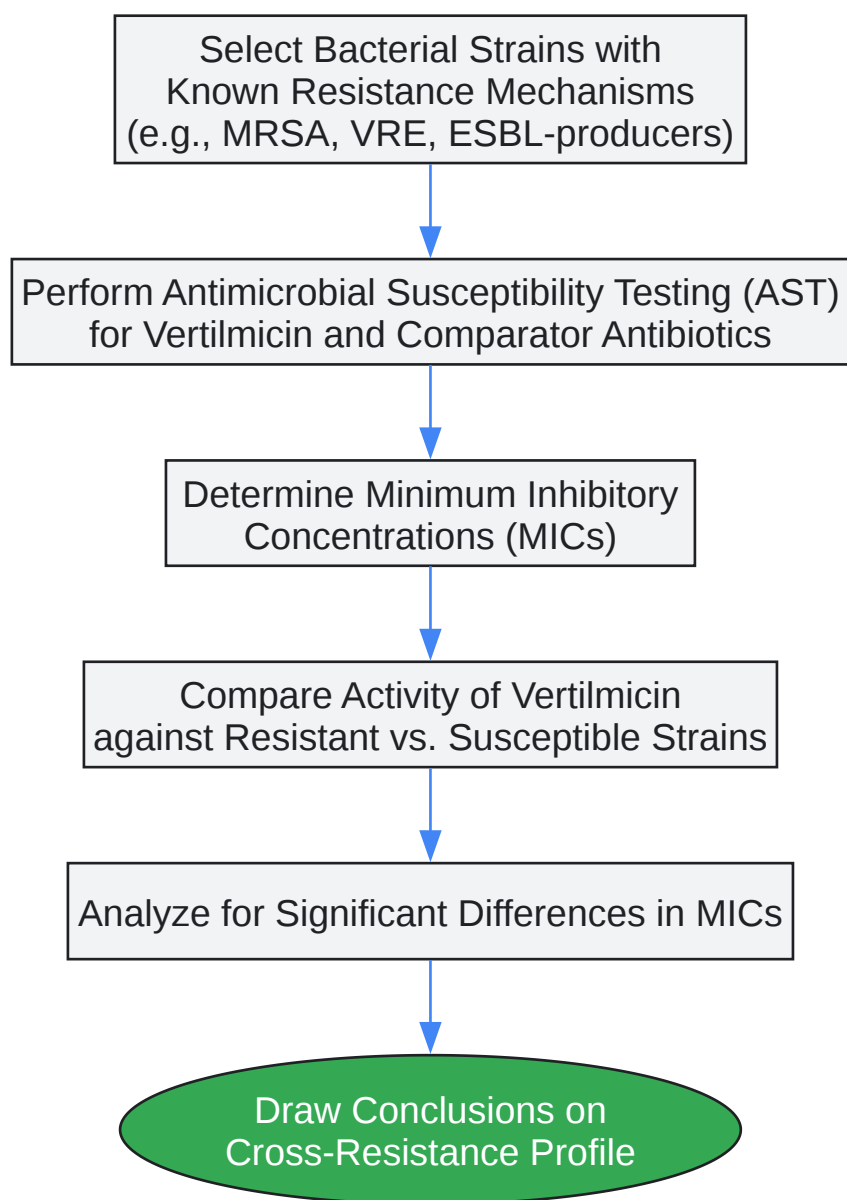 Select Bacterial Strains with
Known Resistance Mechanisms
(e.g., MRSA, VRE, ESBL-producers)
Perform Antimicrobial Susceptibility Testing (AST)
for Vertilmicin and Comparator Antibiotics
Determine Minimum Inhibitory
Concentrations (MICs)
Compare Activity of Vertilmicin
against Resistant vs. Susceptible Strains
Analyze for Significant Differences in MICs
Draw Conclusions on
Cross-Resistance Profile